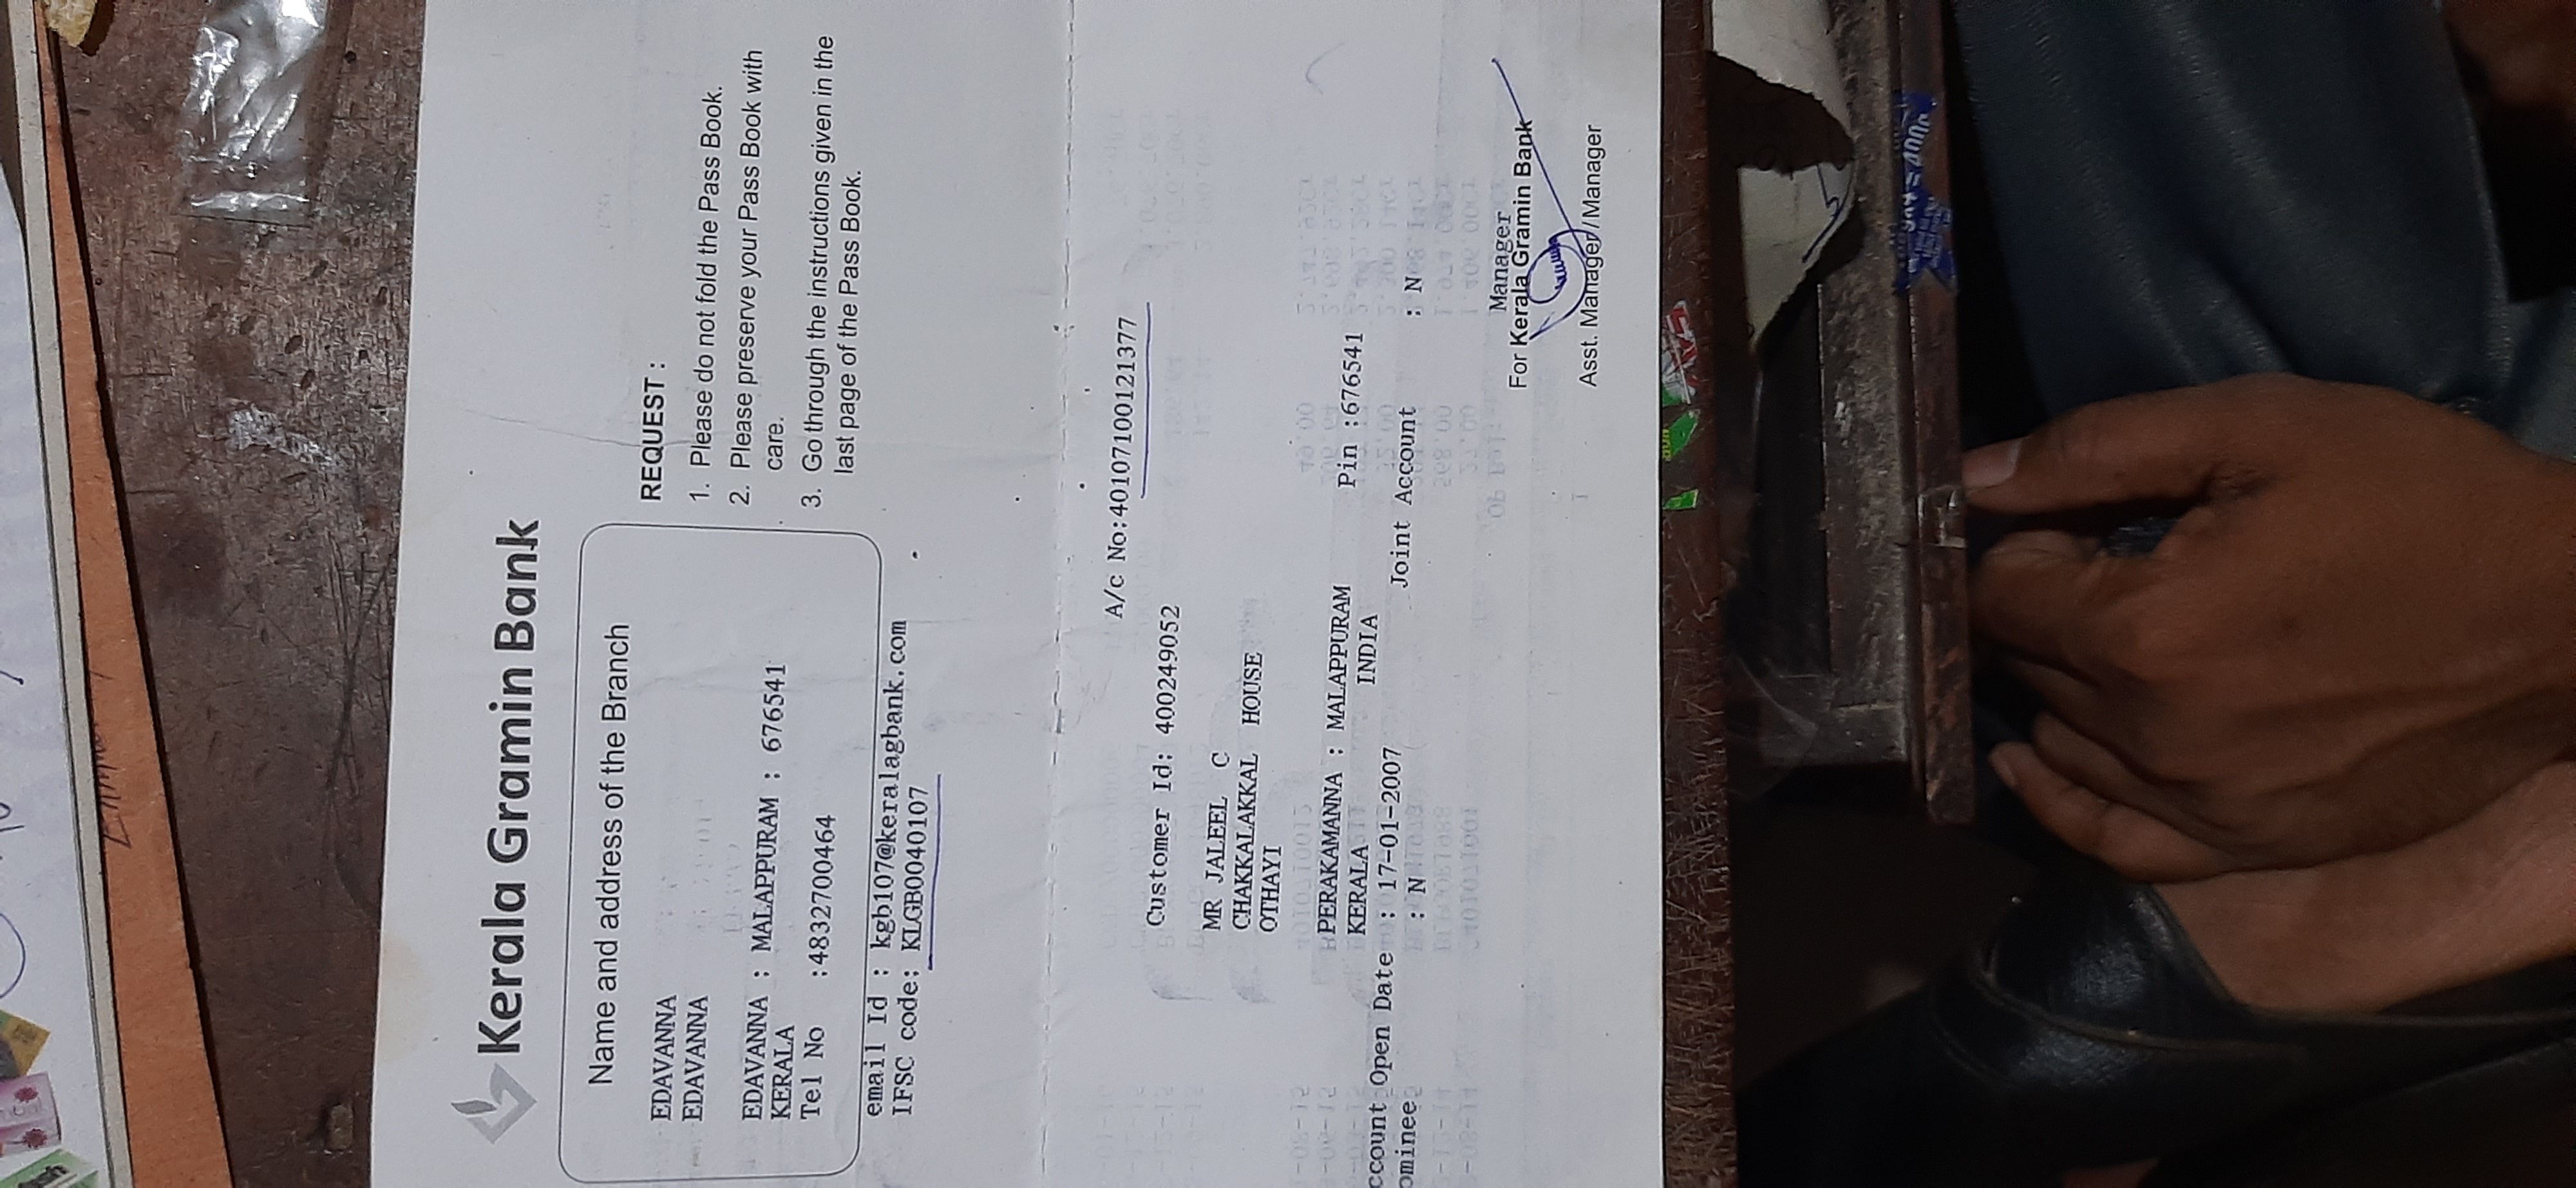 Kerala Gramin Bank
Name and address of the Branch
EDAVANNA
EDAVANNA
EDAVANNA : MALAPPURAM : 676541
KERALA
Tel No :4832700464
email Id : kgb107@keralagbank.com
IFSC code: KLGB0040107
REQUEST :
1. Please do not fold the Pass Book.
2. Please preserve your Pass Book with
care.
3. Go through the instructions given in the
last page of the Pass Book.
A/c No:40107100121377
Customer Id: 400249052
MR JALEEL C
CHAKKALAKKAL HOUSE
OTHAYI
PERAKAMANNA : MALAPPURAM Pin :676541
KERALA INDIA
ccount Open Date : 17-01-2007
ominee : N Joint Account : N
Manager
For Kerala Gramin Bank
Asst. Manager/Manager